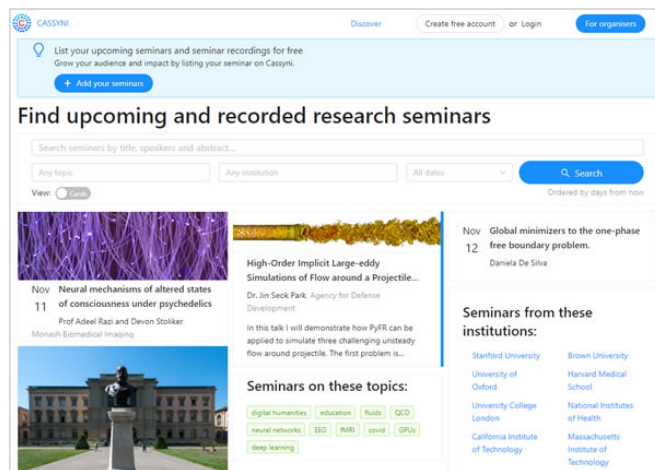 CASSYNI
Discover
Create free account or Login
For organisers
List your upcoming seminars and seminar recordings for free
Grow your audience and impact by listing your seminar on Cassyni.
+ Add your seminars
Find upcoming and recorded research seminars
Search seminars by title, speakers and abstract...
Any topic
Any institution
All dates
Search
View: Cards
Ordered by days from now
Nov
11
Neural mechanisms of altered states
of consciousness under psychedelics
Prof Adeel Razi and Devon Stoliker.
Monash Biomedical Imaging
High-Order Implicit Large-eddy
Simulations of Flow around a Projectile...
Dr. Jin Seok Park, Agency for Defense
Development
In this talk I will demonstrate how PyFR can be
applied to simulate three challenging unsteady
flow around projectile. The first problem is...
Seminars on these topics:
digital humanities education fluids QCD
neural networks EEG fMRI covid GPUs
deep learning
Nov
12
Global minimizers to the one-phase
free boundary problem.
Daniela De Silva
Seminars from these
institutions:
Stanford University
University of
Oxford
University College
London
California Institute
of Technology
Brown University
Harvard Medical
School
National Institutes
of Health
Massachusetts
Institute of
Technology